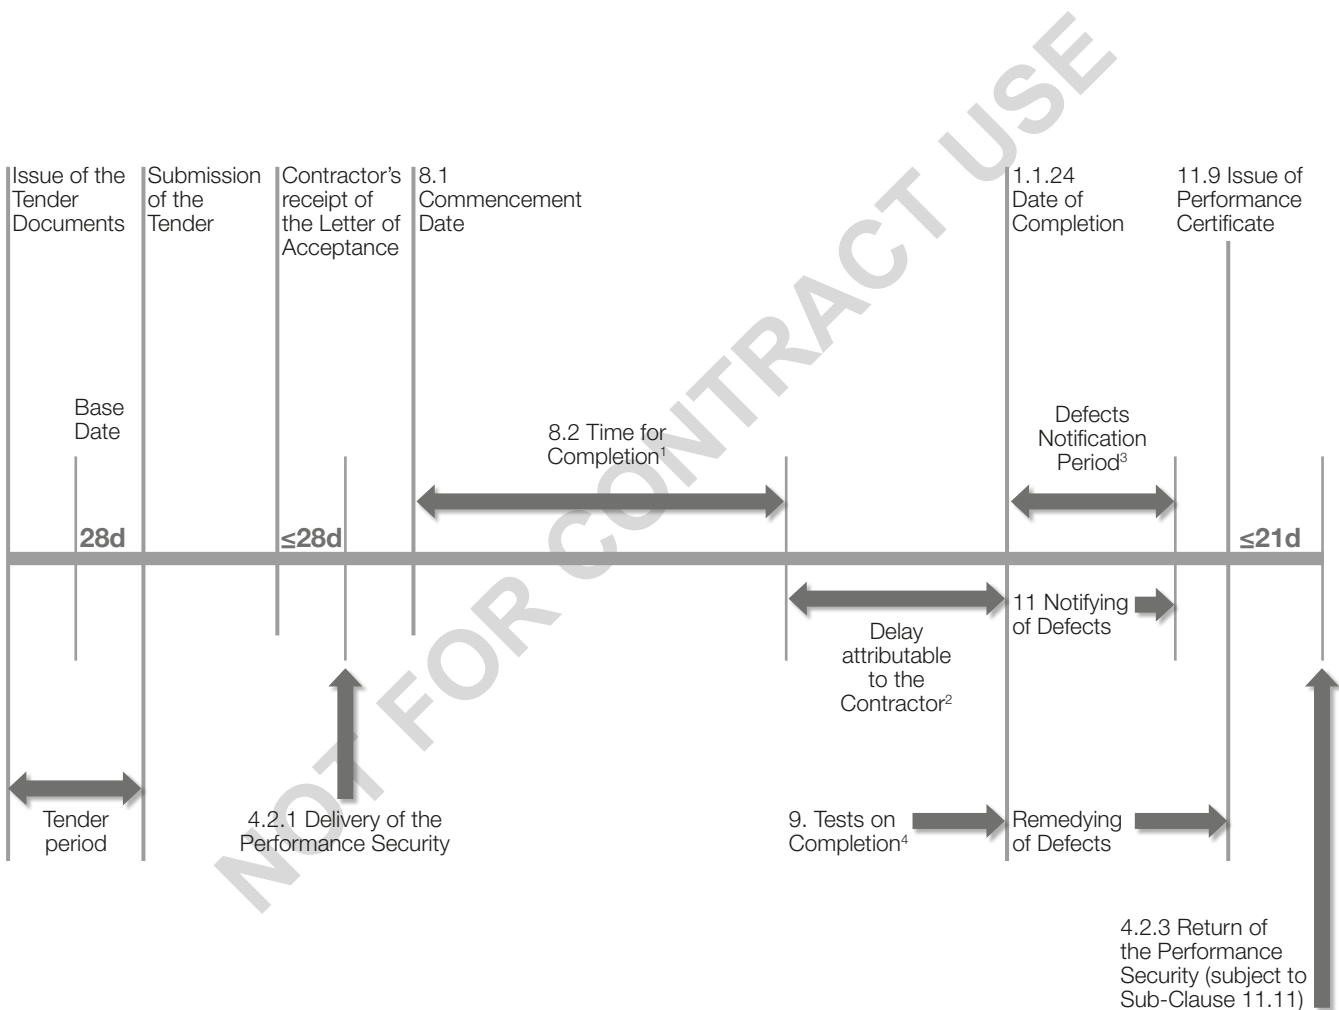 Issue of the
Tender
Documents
Submission
of the
Tender
Contractor’s
receipt of
the Letter of
Acceptance
8.1
Commencement
Date
1.1.24
Date of
Completion
11.9 Issue of
Performance
Certificate
Base
Date
8.2 Time for
Completion¹
Defects
Notification
Period³
28d
≤28d
≤21d
11 Notifying
of Defects
Delay
attributable
to the
Contractor²
Tender
period
4.2.1 Delivery of the
Performance Security
9. Tests on
Completion⁴
Remedying
of Defects
4.2.3 Return of
the Performance
Security (subject to
Sub-Clause 11.11)
NOT FOR CONTRACT USE